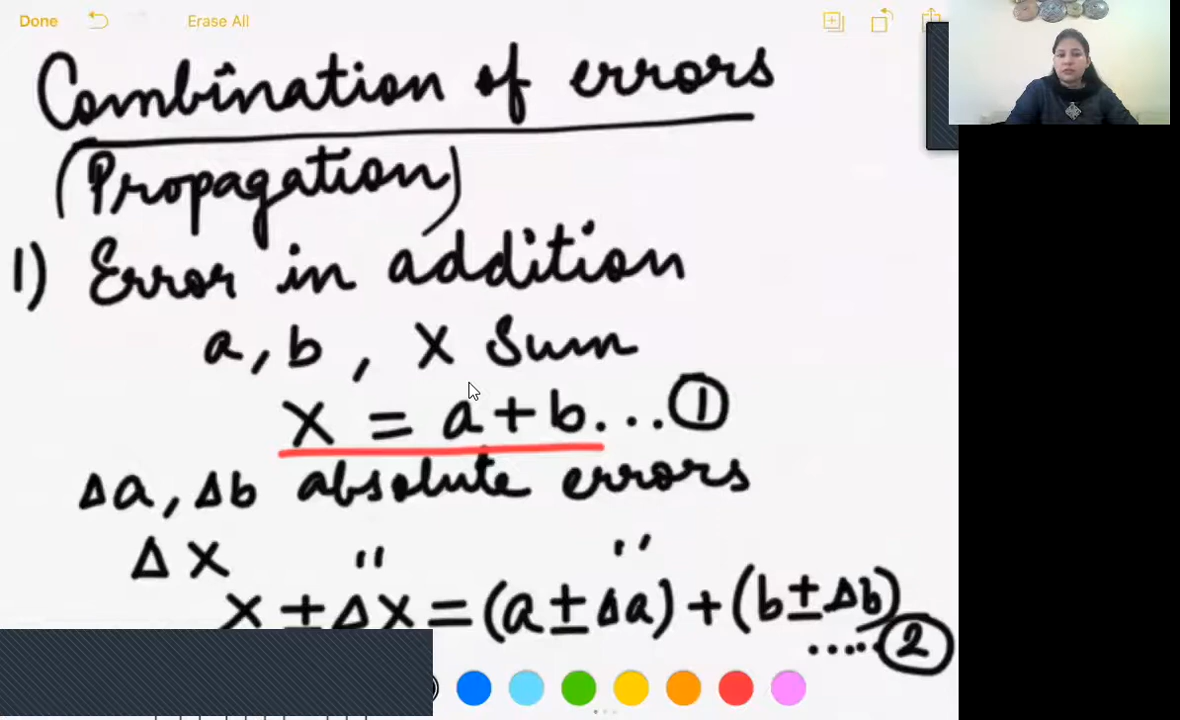 Done Erase All
Combination of errors
(Propagation)
1) Error in addition
a, b, X Sum
X = a + b . . . ①
Δa, Δb absolute errors
ΔX " "
X ± ΔX = (a ± Δa) + (b ± Δb)
..... ②